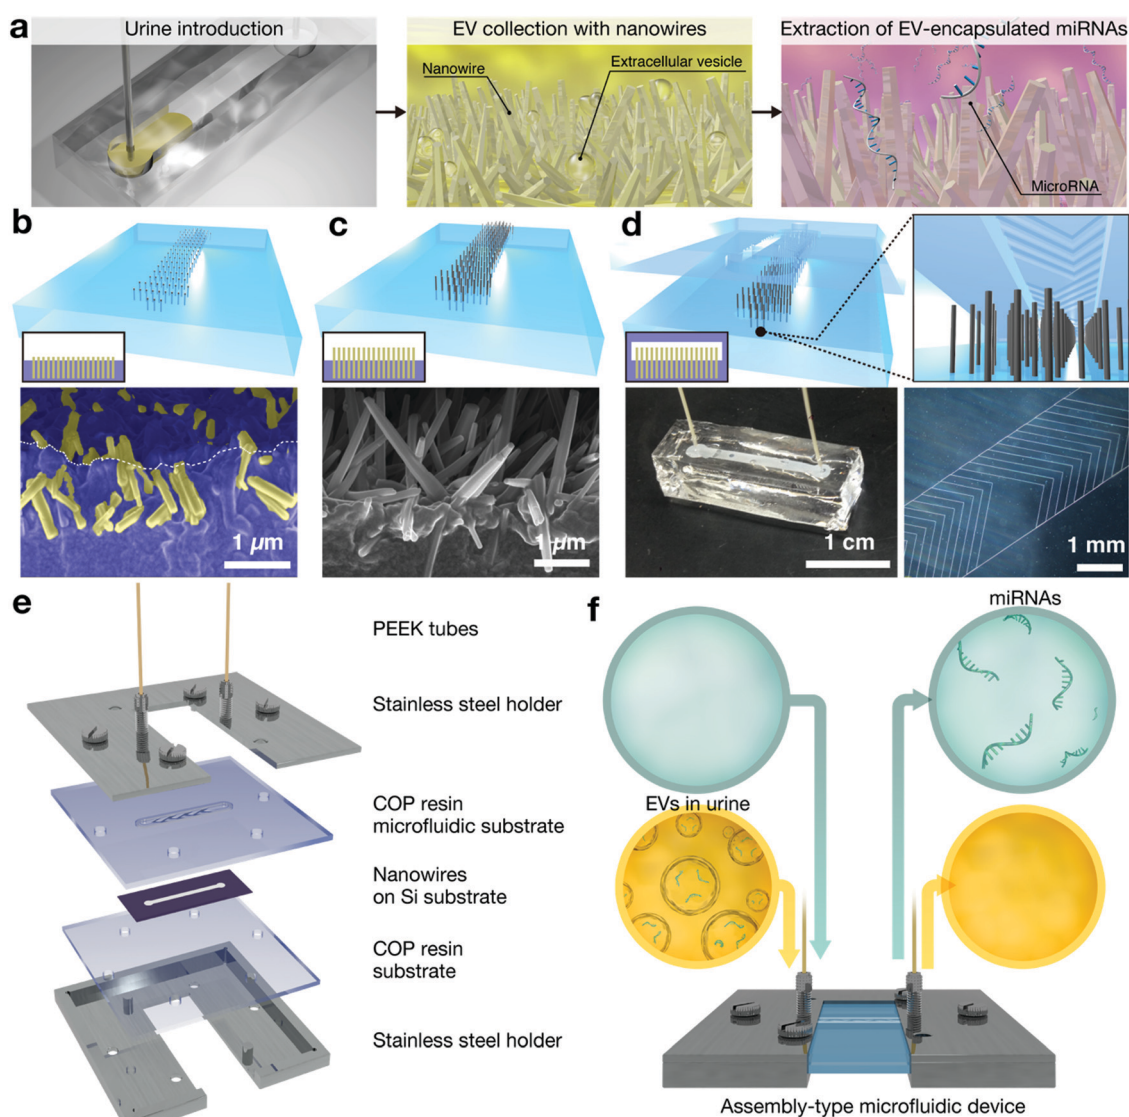 a
Urine introduction
EV collection with nanowires
Extraction of EV-encapsulated miRNAs
Nanowire
Extracellular vesicle
MicroRNA
b
c
d
1 µm
1 µm
1 cm
1 mm
e
PEEK tubes
Stainless steel holder
COP resin
microfluidic substrate
Nanowires
on Si substrate
COP resin
substrate
Stainless steel holder
f
miRNAs
EVs in urine
Assembly-type microfluidic device